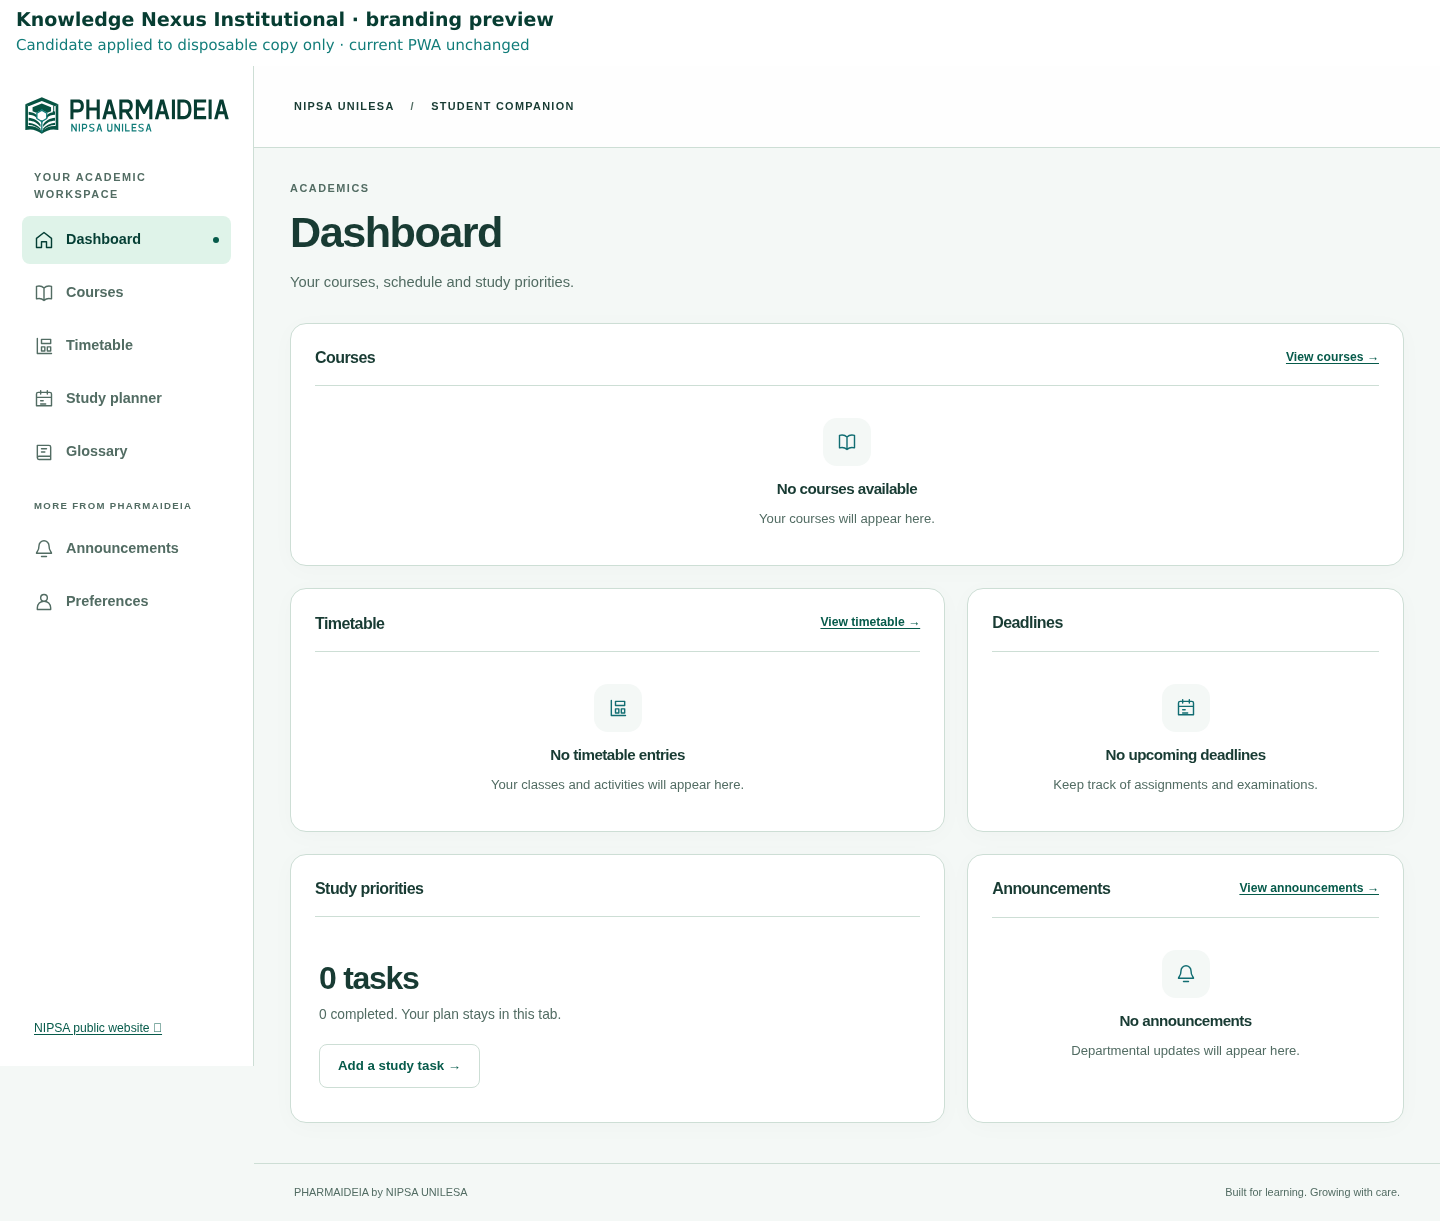 Knowledge Nexus Institutional · branding preview
Candidate applied to disposable copy only · current PWA unchanged
PHARMAIDEIA
NIPSA UNILESA
NIPSA UNILESA / STUDENT COMPANION
YOUR ACADEMIC
WORKSPACE
Dashboard
Courses
Timetable
Study planner
Glossary
MORE FROM PHARMAIDEIA
Announcements
Preferences
NIPSA public website
ACADEMICS
Dashboard
Your courses, schedule and study priorities.
Courses
View courses →
No courses available
Your courses will appear here.
Timetable
View timetable →
No timetable entries
Your classes and activities will appear here.
Deadlines
No upcoming deadlines
Keep track of assignments and examinations.
Study priorities
0 tasks
0 completed. Your plan stays in this tab.
Add a study task →
Announcements
View announcements →
No announcements
Departmental updates will appear here.
PHARMAIDEIA by NIPSA UNILESA
Built for learning. Growing with care.